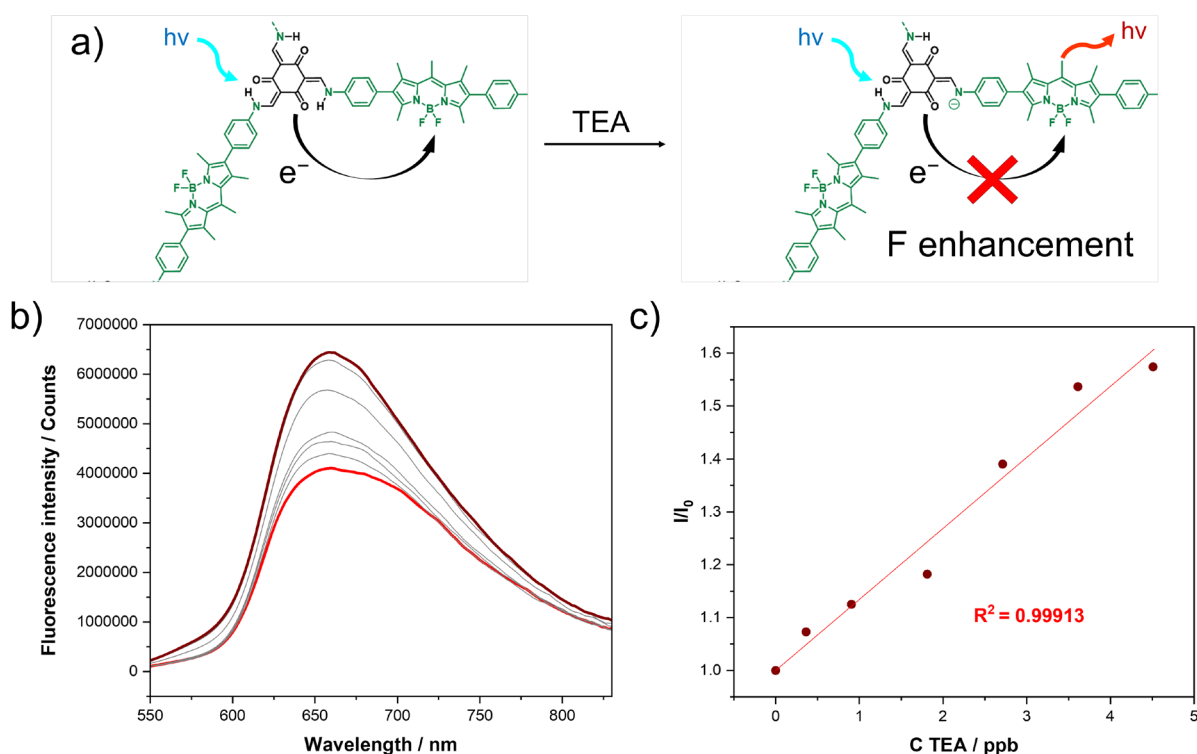 a)
hν
N-H
O
O
H
N
O
N
H
N
N
B
F
F
e⁻
F
F
B
N
N
TEA
hν
hν
N-H
O
O
H
N
O
N
⊖
N
N
B
F
F
e⁻
F
F
B
N
N
F enhancement
b)
7000000
6000000
5000000
4000000
3000000
2000000
1000000
0
Fluorescence intensity / Counts
550
600
650
700
750
800
Wavelength / nm
c)
1.6
1.5
1.4
1.3
1.2
1.1
1.0
I/I₀
R² = 0.99913
0
1
2
3
4
5
C TEA / ppb